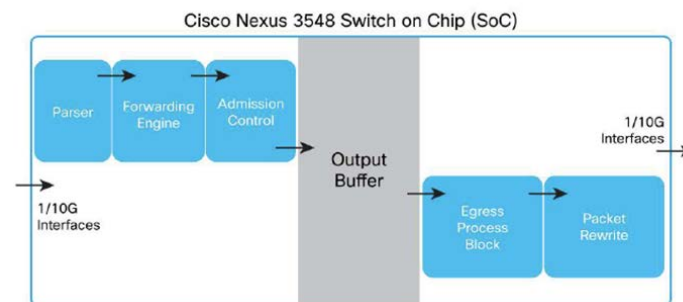 Cisco Nexus 3548 Switch on Chip (SoC)
Parser
Forwarding
Engine
Admission
Control
1/10G
Interfaces
Output
Buffer
1/10G
Interfaces
Egress
Process
Block
Packet
Rewrite